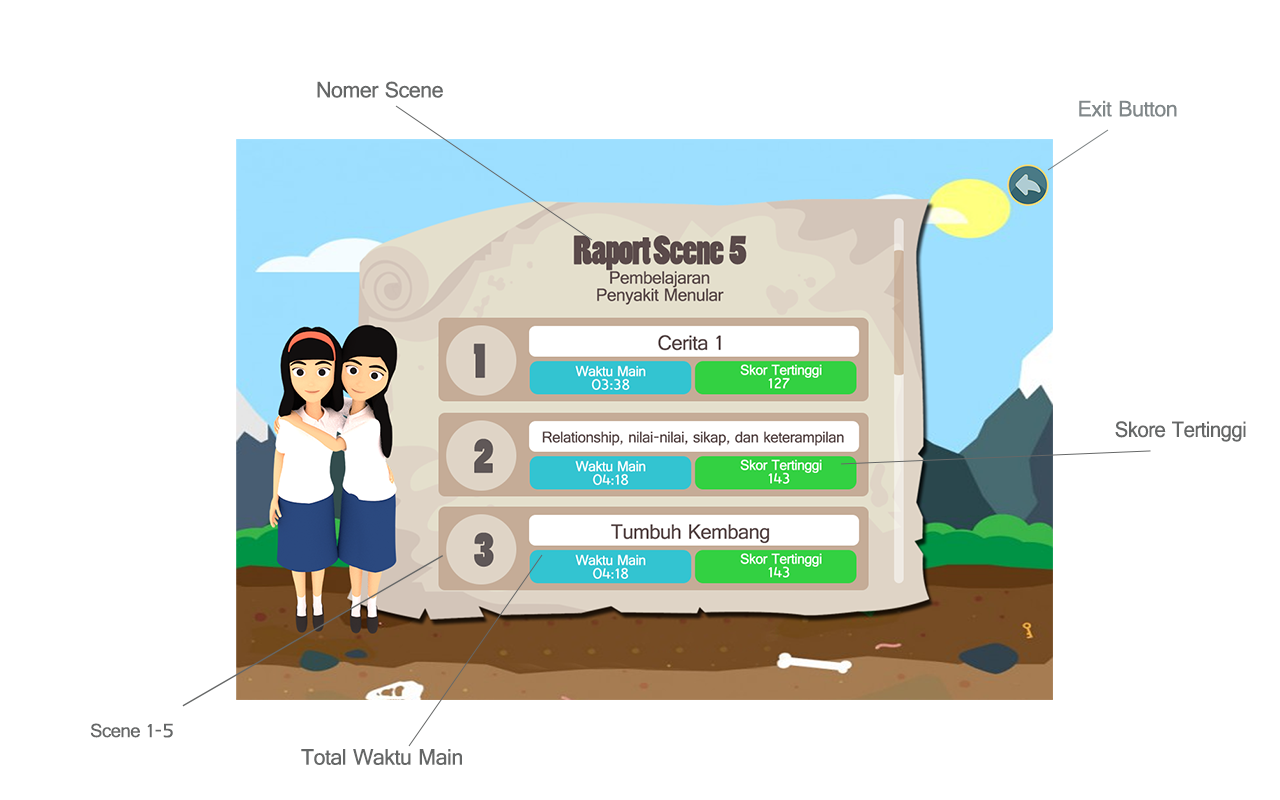 Nomer Scene
Exit Button
Raport Scene 5
Pembelajaran
Penyakit Menular
1
Cerita 1
Waktu Main
03:38
Skor Tertinggi
127
2
Relationship, nilai-nilai, sikap, dan keterampilan
Waktu Main
04:18
Skor Tertinggi
143
Skore Tertinggi
3
Tumbuh Kembang
Waktu Main
04:18
Skor Tertinggi
143
Scene 1-5
Total Waktu Main